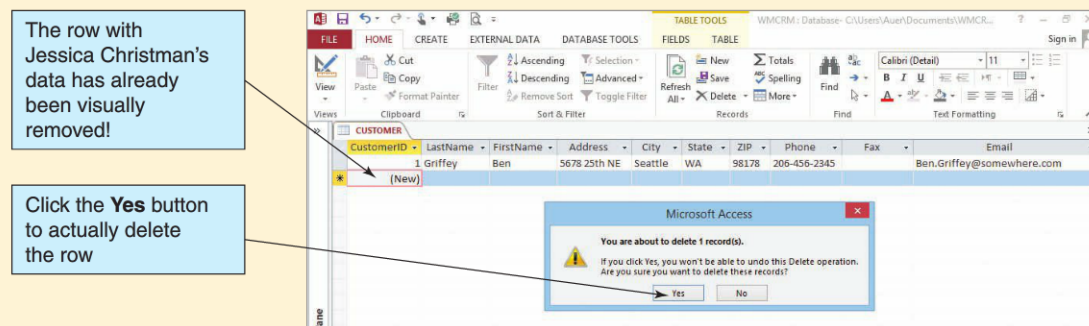 The row with
Jessica Christman's
data has already
been visually
removed!
Click the Yes button
to actually delete
the row
TABLE TOOLS WMCRM : Database- C:\Users\Auer\Documents\WMCR... ?
FILE HOME CREATE EXTERNAL DATA DATABASE TOOLS FIELDS TABLE Sign in
View
Paste
Cut
Copy
Format Painter
Filter
Ascending
Descending
Remove Sort
Selection
Advanced
Toggle Filter
Refresh
All
New
Save
Delete
Totals
Spelling
More
Find
Calibri (Detail) 11
B I U
A
Views Clipboard Sort & Filter Records Find Text Formatting
CUSTOMER
CustomerID LastName FirstName Address City State ZIP Phone Fax Email
1 Griffey Ben 5678 25th NE Seattle WA 98178 206-456-2345 Ben.Griffey@somewhere.com
* (New)
Microsoft Access
You are about to delete 1 record(s).
If you click Yes, you won't be able to undo this Delete operation.
Are you sure you want to delete these records?
Yes No